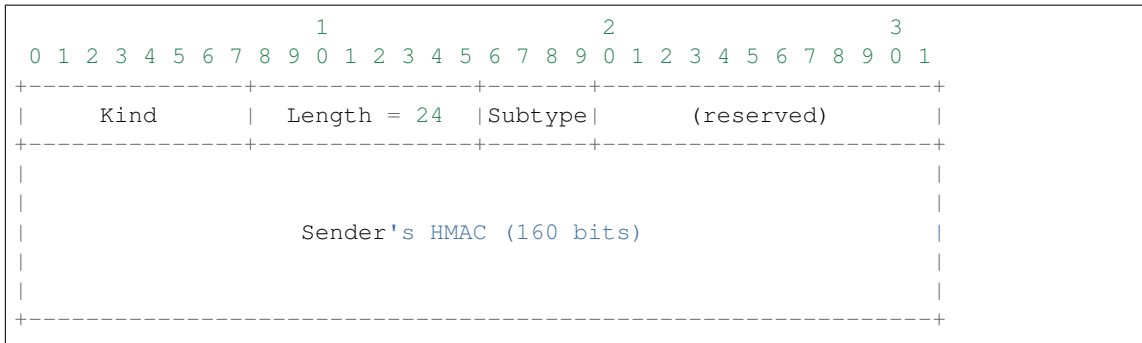 1                   2                   3
 0 1 2 3 4 5 6 7 8 9 0 1 2 3 4 5 6 7 8 9 0 1 2 3 4 5 6 7 8 9 0 1
+---------------+---------------+-------+-----------------------+
|     Kind      |  Length = 24  |Subtype|      (reserved)       |
+---------------+---------------+-------+-----------------------+
|                                                               |
|                                                               |
|                   Sender's HMAC (160 bits)                    |
|                                                               |
|                                                               |
+---------------------------------------------------------------+